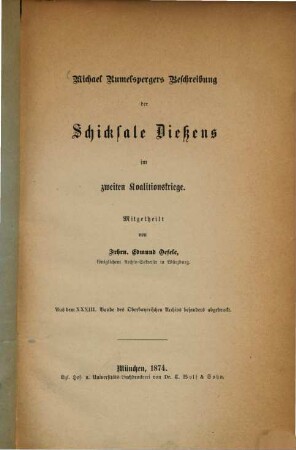 Michael Rumelspergers Beschreibung
der
Schicksale Dießens
im
zweiten Koalitionskriege.
Mitgetheilt
von
Frhrn. Edmund Oefele,
königlichem Archiv-Sekretär in Würzburg.
Aus dem XXXIII. Bande des Oberbayerischen Archivs besonders abgedruckt.
München, 1874.
Kgl. Hof- u. Universitäts-Buchdruckerei von Dr. C. Wolf & Sohn.